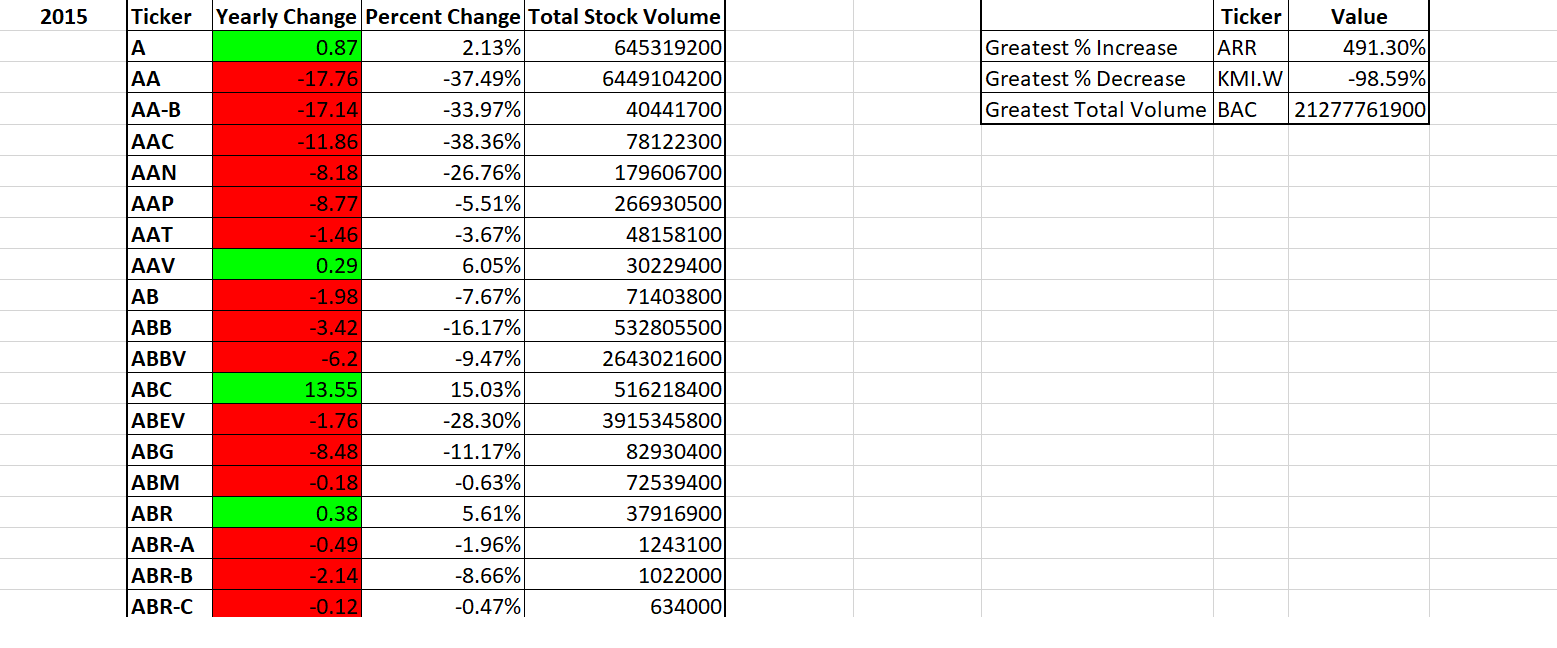 2015 Ticker Yearly Change Percent Change Total Stock Volume Ticker Value
A 0.87 2.13% 645319200 Greatest % Increase ARR 491.30%
AA -17.76 -37.49% 6449104200 Greatest % Decrease KMI.W -98.59%
AA-B -17.14 -33.97% 40441700 Greatest Total Volume BAC 21277761900
AAC -11.86 -38.36% 78122300
AAN -8.18 -26.76% 179606700
AAP -8.77 -5.51% 266930500
AAT -1.46 -3.67% 48158100
AAV 0.29 6.05% 30229400
AB -1.98 -7.67% 71403800
ABB -3.42 -16.17% 532805500
ABBV -6.2 -9.47% 2643021600
ABC 13.55 15.03% 516218400
ABEV -1.76 -28.30% 3915345800
ABG -8.48 -11.17% 82930400
ABM -0.18 -0.63% 72539400
ABR 0.38 5.61% 37916900
ABR-A -0.49 -1.96% 1243100
ABR-B -2.14 -8.66% 1022000
ABR-C -0.12 -0.47% 634000